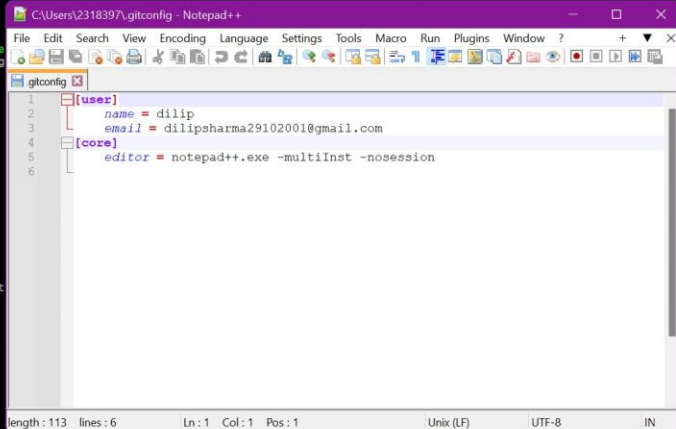 C:\Users\2318397\.gitconfig - Notepad++
File Edit Search View Encoding Language Settings Tools Macro Run Plugins Window ? + ▼ X
gitconfig
1 [user]
2 name = dilip
3 email = dilipsharma29102001@gmail.com
4 [core]
5 editor = notepad++.exe -multiInst -nosession
6
length : 113 lines : 6 Ln : 1 Col : 1 Pos : 1 Unix (LF) UTF-8 IN